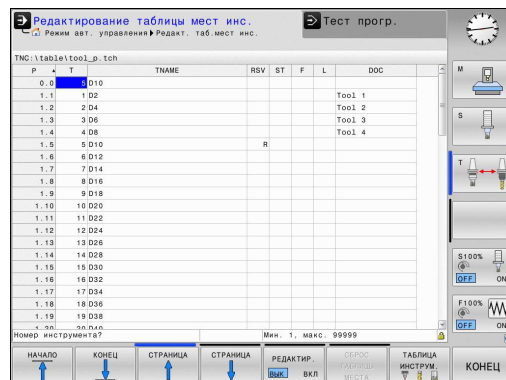 Редактирование таблицы мест инс.
Режим авт. управления Редакт. таб.мест инс.
Тест прогр.
TNC:\table\tool_p.tch
P T TNAME RSV ST F L DOC
0.0 5 D10
1.1 1 D2 Tool 1
1.2 2 D4 Tool 2
1.3 3 D6 Tool 3
1.4 4 D8 Tool 4
1.5 5 D10 R
1.6 6 D12
1.7 7 D14
1.8 8 D16
1.9 9 D18
1.10 10 D20
1.11 11 D22
1.12 12 D24
1.13 13 D26
1.14 14 D28
1.15 15 D30
1.16 16 D32
1.17 17 D34
1.18 18 D36
1.19 19 D38
1.20 20 D40
Номер инструмента? Мин. 1, макс. 99999
M
S
T
S100%
OFF ON
F100%
OFF ON
НАЧАЛО
КОНЕЦ
СТРАНИЦА
СТРАНИЦА
РЕДАКТИР.
ВЫК ВКЛ
СБРОС
ТАБЛИЦЫ
МЕСТА
ТАБЛИЦА
ИНСТРУМ.
КОНЕЦ